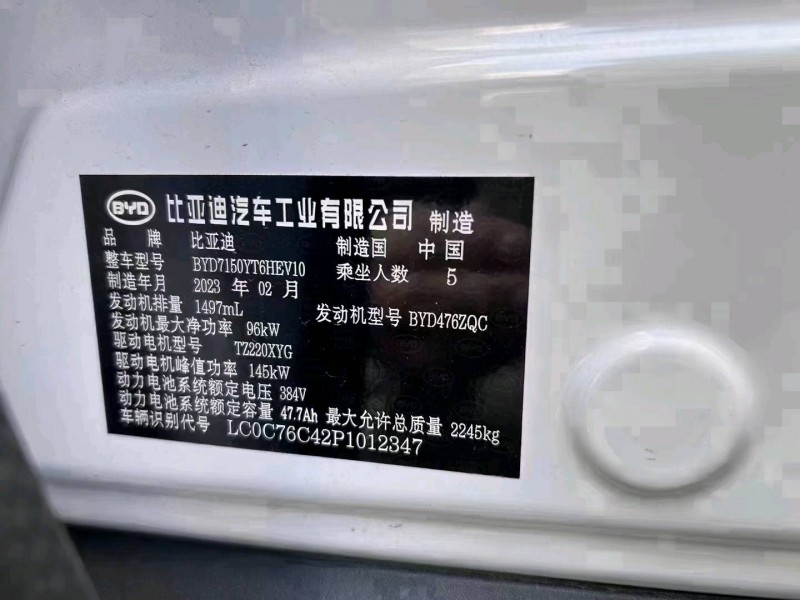 BYD 比亚迪汽车工业有限公司 制造
品牌 比亚迪 制造国 中国
整车型号 BYD7150YT6HEV10 乘坐人数 5
制造年月 2023 年 02 月
发动机排量 1497mL 发动机型号 BYD476ZQC
发动机最大净功率 96kW
驱动电机型号 TZ220XYG
驱动电机峰值功率 145kW
动力电池系统额定电压 384V
动力电池系统额定容量 47.7Ah 最大允许总质量 2245kg
车辆识别代号 LC0C76C42P1012347